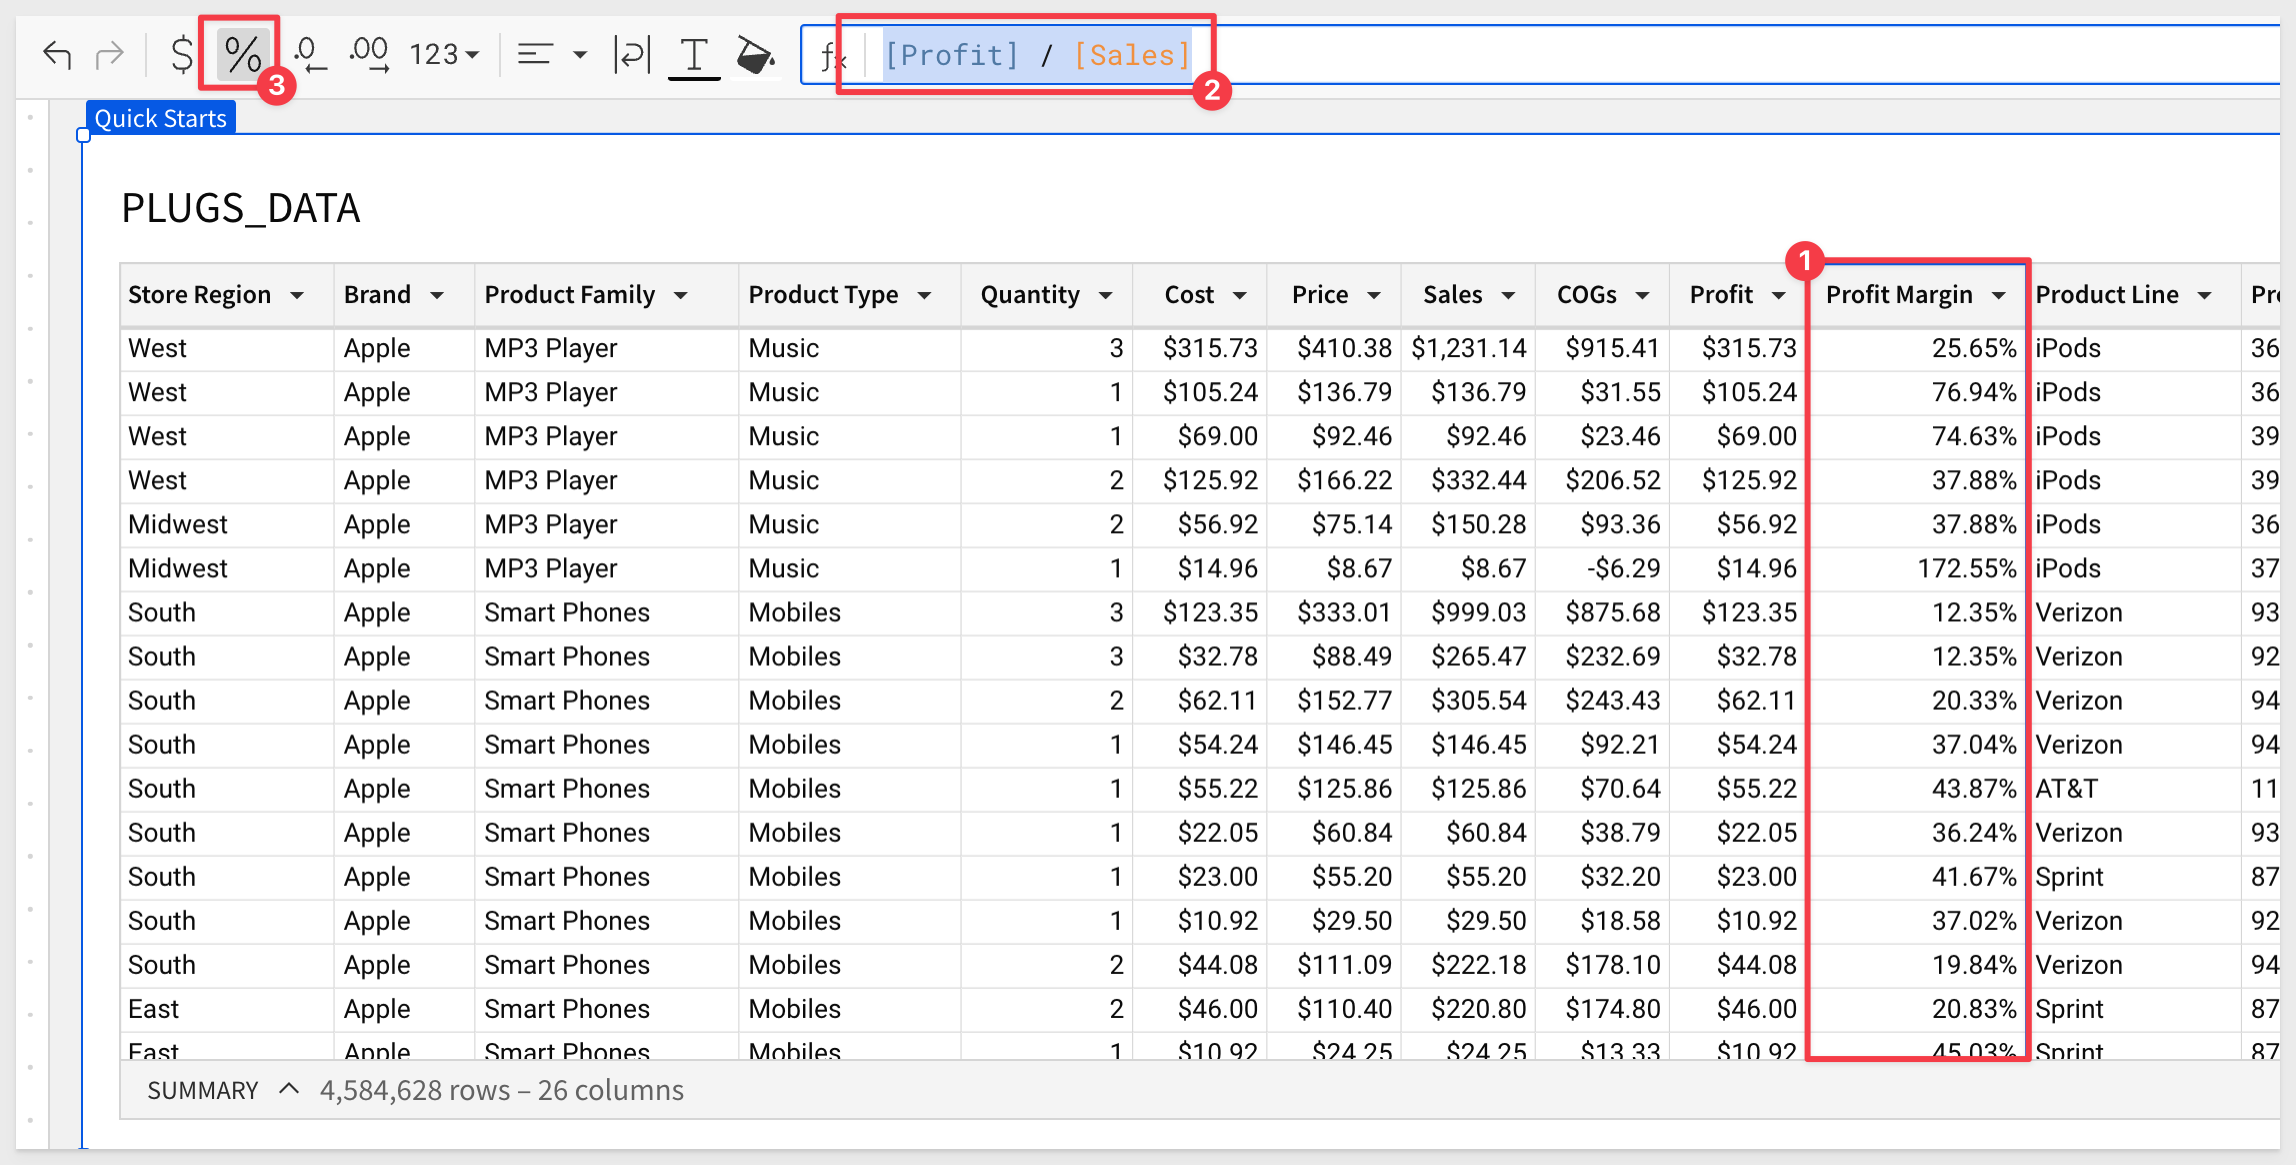 $ % .0 .00 123 T fx [Profit] / [Sales]
3
2
Quick Starts
PLUGS_DATA
1
Store Region Brand Product Family Product Type Quantity Cost Price Sales COGs Profit Profit Margin Product Line Pro
West Apple MP3 Player Music 3 $315.73 $410.38 $1,231.14 $915.41 $315.73 25.65% iPods 36
West Apple MP3 Player Music 1 $105.24 $136.79 $136.79 $31.55 $105.24 76.94% iPods 36
West Apple MP3 Player Music 1 $69.00 $92.46 $92.46 $23.46 $69.00 74.63% iPods 39
West Apple MP3 Player Music 2 $125.92 $166.22 $332.44 $206.52 $125.92 37.88% iPods 39
Midwest Apple MP3 Player Music 2 $56.92 $75.14 $150.28 $93.36 $56.92 37.88% iPods 36
Midwest Apple MP3 Player Music 1 $14.96 $8.67 $8.67 -$6.29 $14.96 172.55% iPods 37
South Apple Smart Phones Mobiles 3 $123.35 $333.01 $999.03 $875.68 $123.35 12.35% Verizon 93
South Apple Smart Phones Mobiles 3 $32.78 $88.49 $265.47 $232.69 $32.78 12.35% Verizon 92
South Apple Smart Phones Mobiles 2 $62.11 $152.77 $305.54 $243.43 $62.11 20.33% Verizon 94
South Apple Smart Phones Mobiles 1 $54.24 $146.45 $146.45 $92.21 $54.24 37.04% Verizon 94
South Apple Smart Phones Mobiles 1 $55.22 $125.86 $125.86 $70.64 $55.22 43.87% AT&T 11
South Apple Smart Phones Mobiles 1 $22.05 $60.84 $60.84 $38.79 $22.05 36.24% Verizon 93
South Apple Smart Phones Mobiles 1 $23.00 $55.20 $55.20 $32.20 $23.00 41.67% Sprint 87
South Apple Smart Phones Mobiles 1 $10.92 $29.50 $29.50 $18.58 $10.92 37.02% Verizon 92
South Apple Smart Phones Mobiles 2 $44.08 $111.09 $222.18 $178.10 $44.08 19.84% Verizon 94
East Apple Smart Phones Mobiles 2 $46.00 $110.40 $220.80 $174.80 $46.00 20.83% Sprint 87
East Apple Smart Phones Mobiles 1 $10.92 $24.25 $24.25 $13.33 $10.92 45.03% Sprint 87
SUMMARY 4,584,628 rows – 26 columns